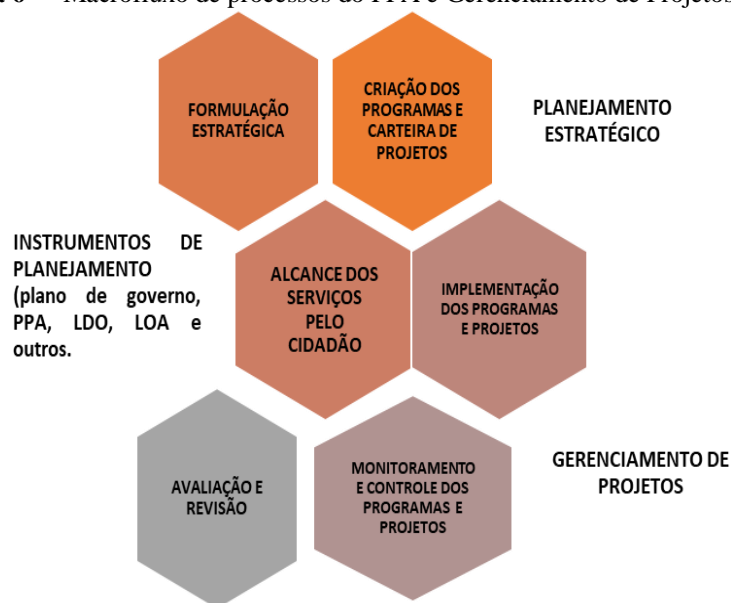 Macrofluxo de processos do PPA e Gerenciamento de Projetos
FORMULAÇÃO
ESTRATÉGICA
CRIAÇÃO DOS
PROGRAMAS E
CARTEIRA DE
PROJETOS
PLANEJAMENTO
ESTRATÉGICO
INSTRUMENTOS DE
PLANEJAMENTO
(plano de governo,
PPA, LDO, LOA e
outros.
ALCANCE DOS
SERVIÇOS
PELO
CIDADÃO
IMPLEMENTAÇÃO
DOS PROGRAMAS
E PROJETOS
AVALIAÇÃO E
REVISÃO
MONITORAMENTO
E CONTROLE DOS
PROGRAMAS E
PROJETOS
GERENCIAMENTO DE
PROJETOS